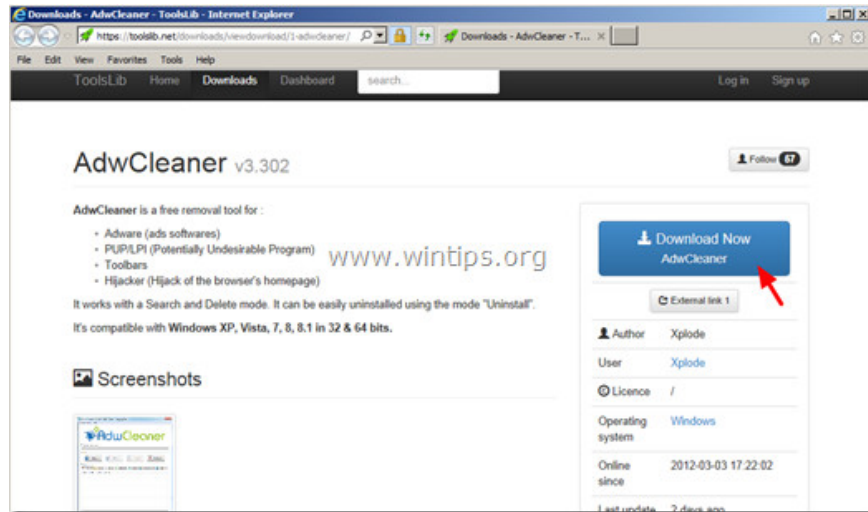 Downloads - AdwCleaner - ToolsLib - Internet Explorer
https://toolslib.net/downloads/viewdownload/1-adwcleaner/
Downloads - AdwCleaner - T...
File Edit View Favorites Tools Help
ToolsLib Home Downloads Dashboard search... Log in Sign up
AdwCleaner v3.302
Follow 67
AdwCleaner is a free removal tool for :
Adware (ads softwares)
PUP/LPI (Potentially Undesirable Program)
Toolbars
Hijacker (Hijack of the browser's homepage)
It works with a Search and Delete mode. It can be easily uninstalled using the mode "Uninstall".
It's compatible with Windows XP, Vista, 7, 8, 8.1 in 32 & 64 bits.
www.wintips.org
Screenshots
AdwCleaner
Download Now
AdwCleaner
External link 1
Author Xplode
User Xplode
Licence /
Operating system Windows
Online since 2012-03-03 17:22:02
Last update 2 days ago